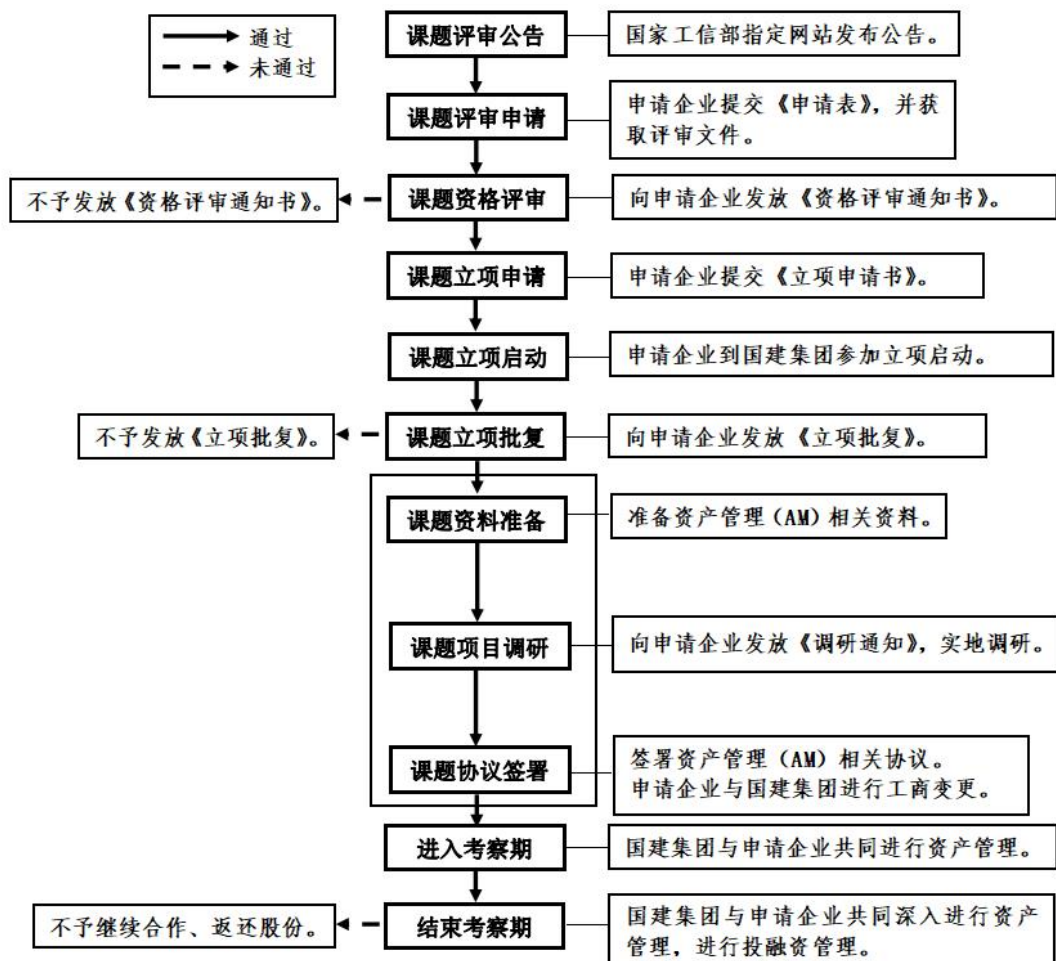 通过
未通过
课题评审公告
国家工信部指定网站发布公告。
课题评审申请
申请企业提交《申请表》，并获
取评审文件。
不予发放《资格评审通知书》。
课题资格评审
向申请企业发放《资格评审通知书》。
课题立项申请
申请企业提交《立项申请书》。
课题立项启动
申请企业到国建集团参加立项启动。
不予发放《立项批复》。
课题立项批复
向申请企业发放《立项批复》。
课题资料准备
准备资产管理（AM）相关资料。
课题项目调研
向申请企业发放《调研通知》，实地调研。
课题协议签署
签署资产管理（AM）相关协议。
申请企业与国建集团进行工商变更。
进入考察期
国建集团与申请企业共同进行资产管理。
不予继续合作、返还股份。
结束考察期
国建集团与申请企业共同深入进行资产
管理，进行投融资管理。